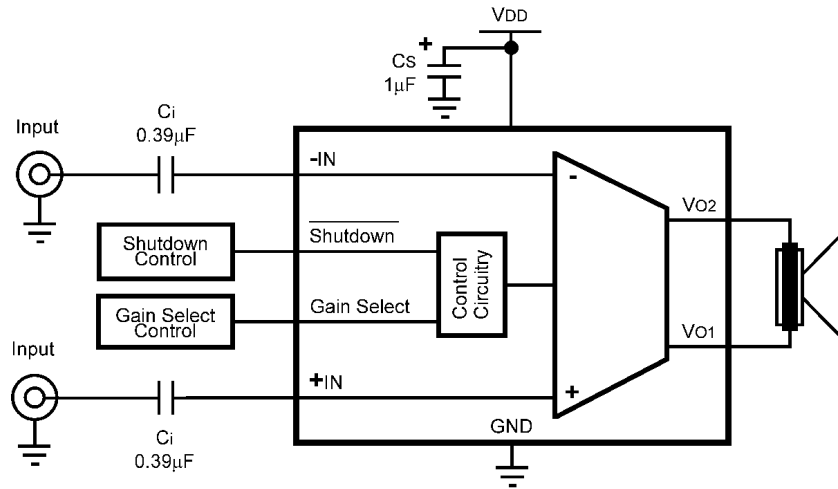 VDD
+
Cs
1µF
Ci
0.39µF
Input
-IN
-
VO2
Shutdown
Control
Shutdown
Control
Circuitry
Gain Select
Control
Gain Select
VO1
Input
+IN
+
GND
Ci
0.39µF